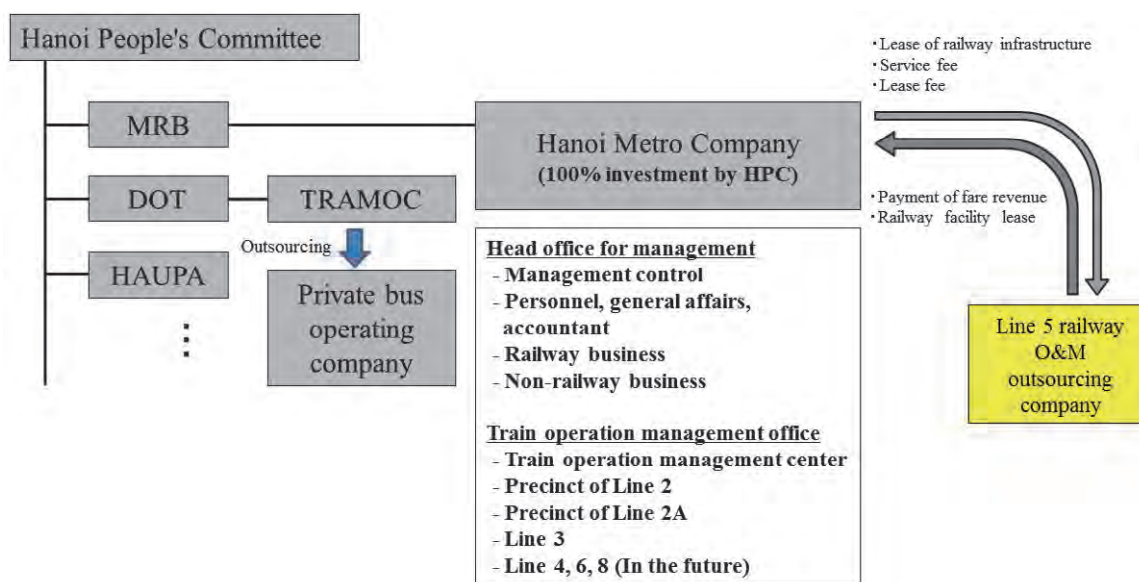 Hanoi People's Committee
MRB
DOT
TRAMOC
Outsourcing
HAUPA
Private bus
operating
company
Hanoi Metro Company
(100% investment by HPC)
・Lease of railway infrastructure
・Service fee
・Lease fee
・Payment of fare revenue
・Railway facility lease
Head office for management
- Management control
- Personnel, general affairs,
accountant
- Railway business
- Non-railway business
Train operation management office
- Train operation management center
- Precinct of Line 2
- Precinct of Line 2A
- Line 3
- Line 4, 6, 8 (In the future)
Line 5 railway
O&M
outsourcing
company